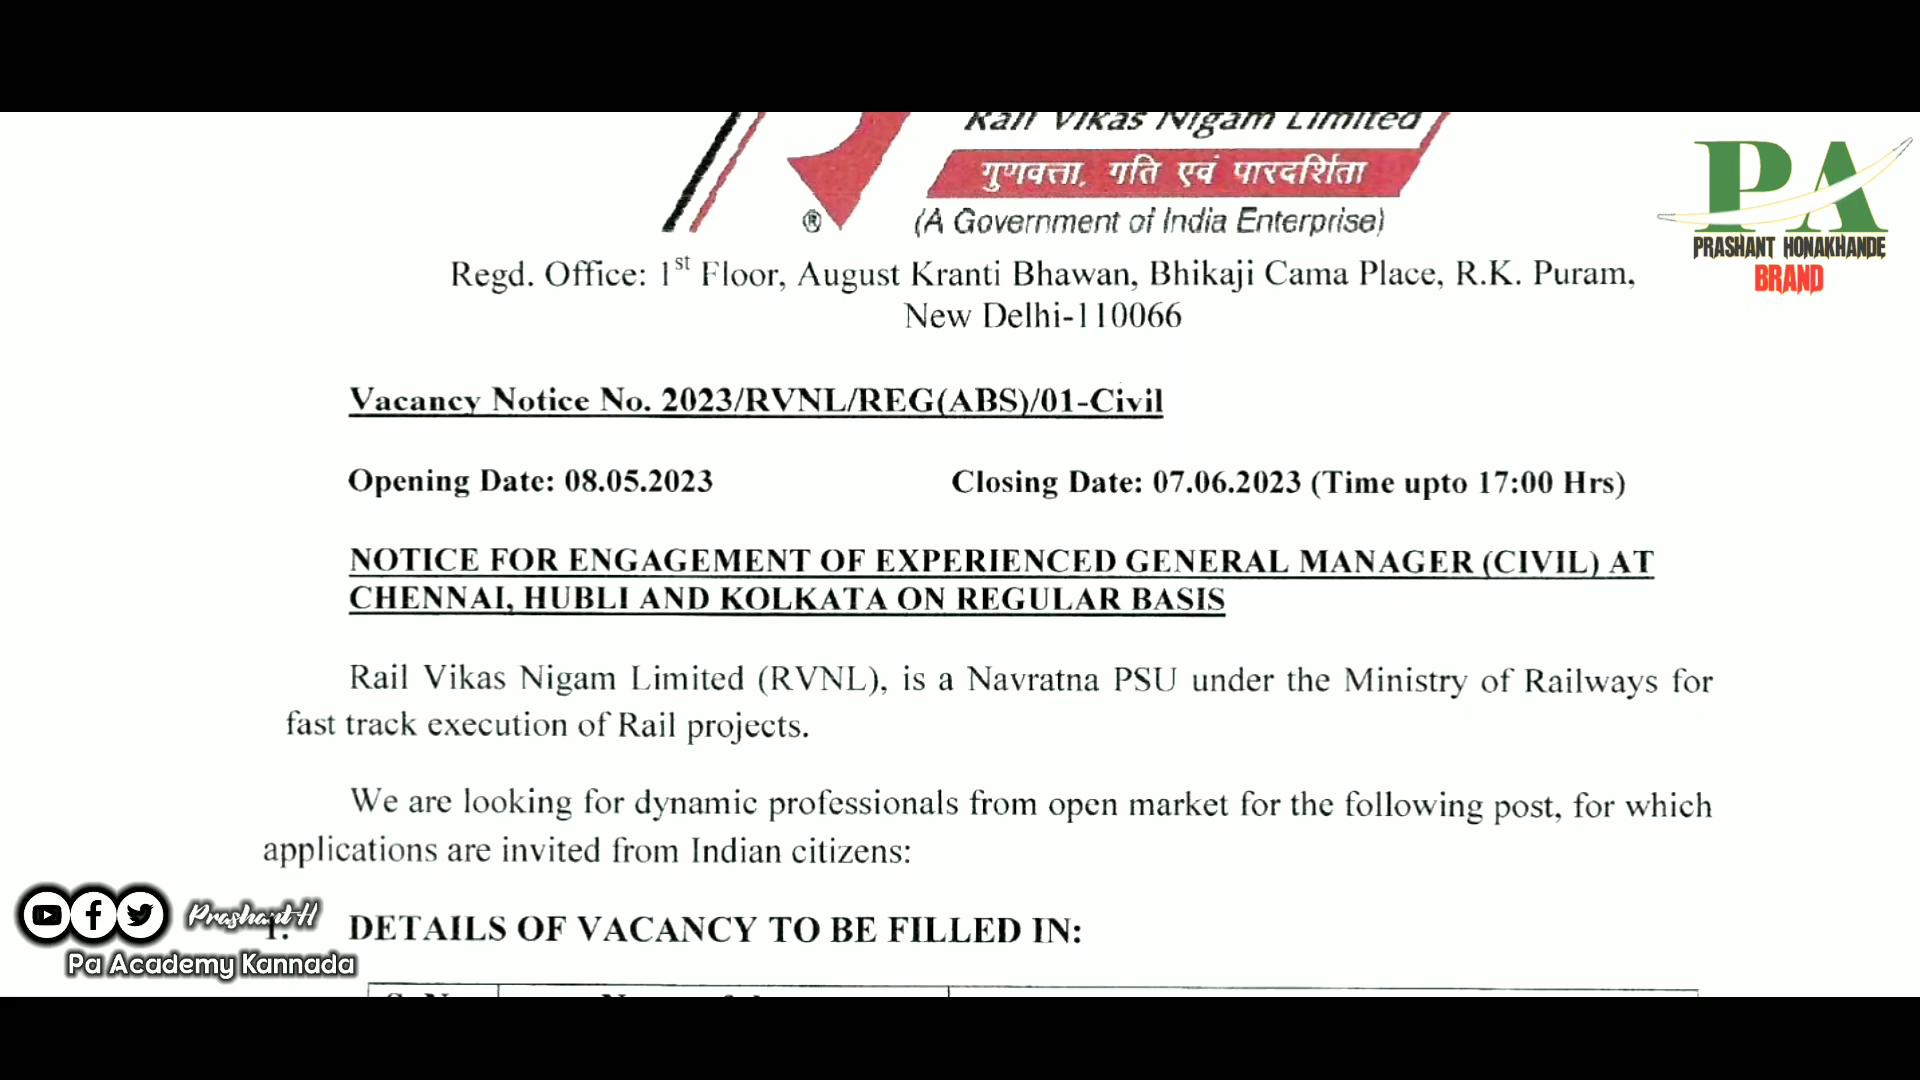 Rail Vikas Nigam Limited
गुणवत्ता, गति एवं पारदर्शिता
®
(A Government of India Enterprise)
PA
PRASHANT HONAKHANDE
BRAND
Regd. Office: 1st Floor, August Kranti Bhawan, Bhikaji Cama Place, R.K. Puram,
New Delhi-110066
Vacancy Notice No. 2023/RVNL/REG(ABS)/01-Civil
Opening Date: 08.05.2023 Closing Date: 07.06.2023 (Time upto 17:00 Hrs)
NOTICE FOR ENGAGEMENT OF EXPERIENCED GENERAL MANAGER (CIVIL) AT
CHENNAI, HUBLI AND KOLKATA ON REGULAR BASIS
Rail Vikas Nigam Limited (RVNL), is a Navratna PSU under the Ministry of Railways for
fast track execution of Rail projects.
We are looking for dynamic professionals from open market for the following post, for which
applications are invited from Indian citizens:
1. DETAILS OF VACANCY TO BE FILLED IN:
Prashant H
Pa Academy Kannada